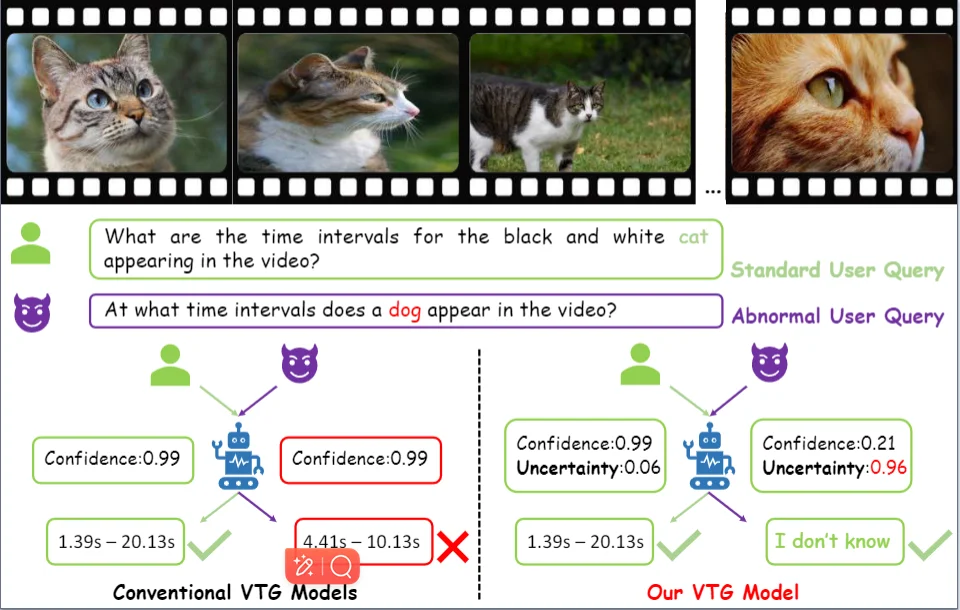 ...
What are the time intervals for the black and white cat
appearing in the video?
Standard User Query
At what time intervals does a dog appear in the video?
Abnormal User Query
Confidence:0.99
Confidence:0.99
1.39s – 20.13s
4.41s – 10.13s
Conventional VTG Models
Confidence:0.99
Uncertainty:0.06
Confidence:0.21
Uncertainty:0.96
1.39s – 20.13s
I don't know
Our VTG Model